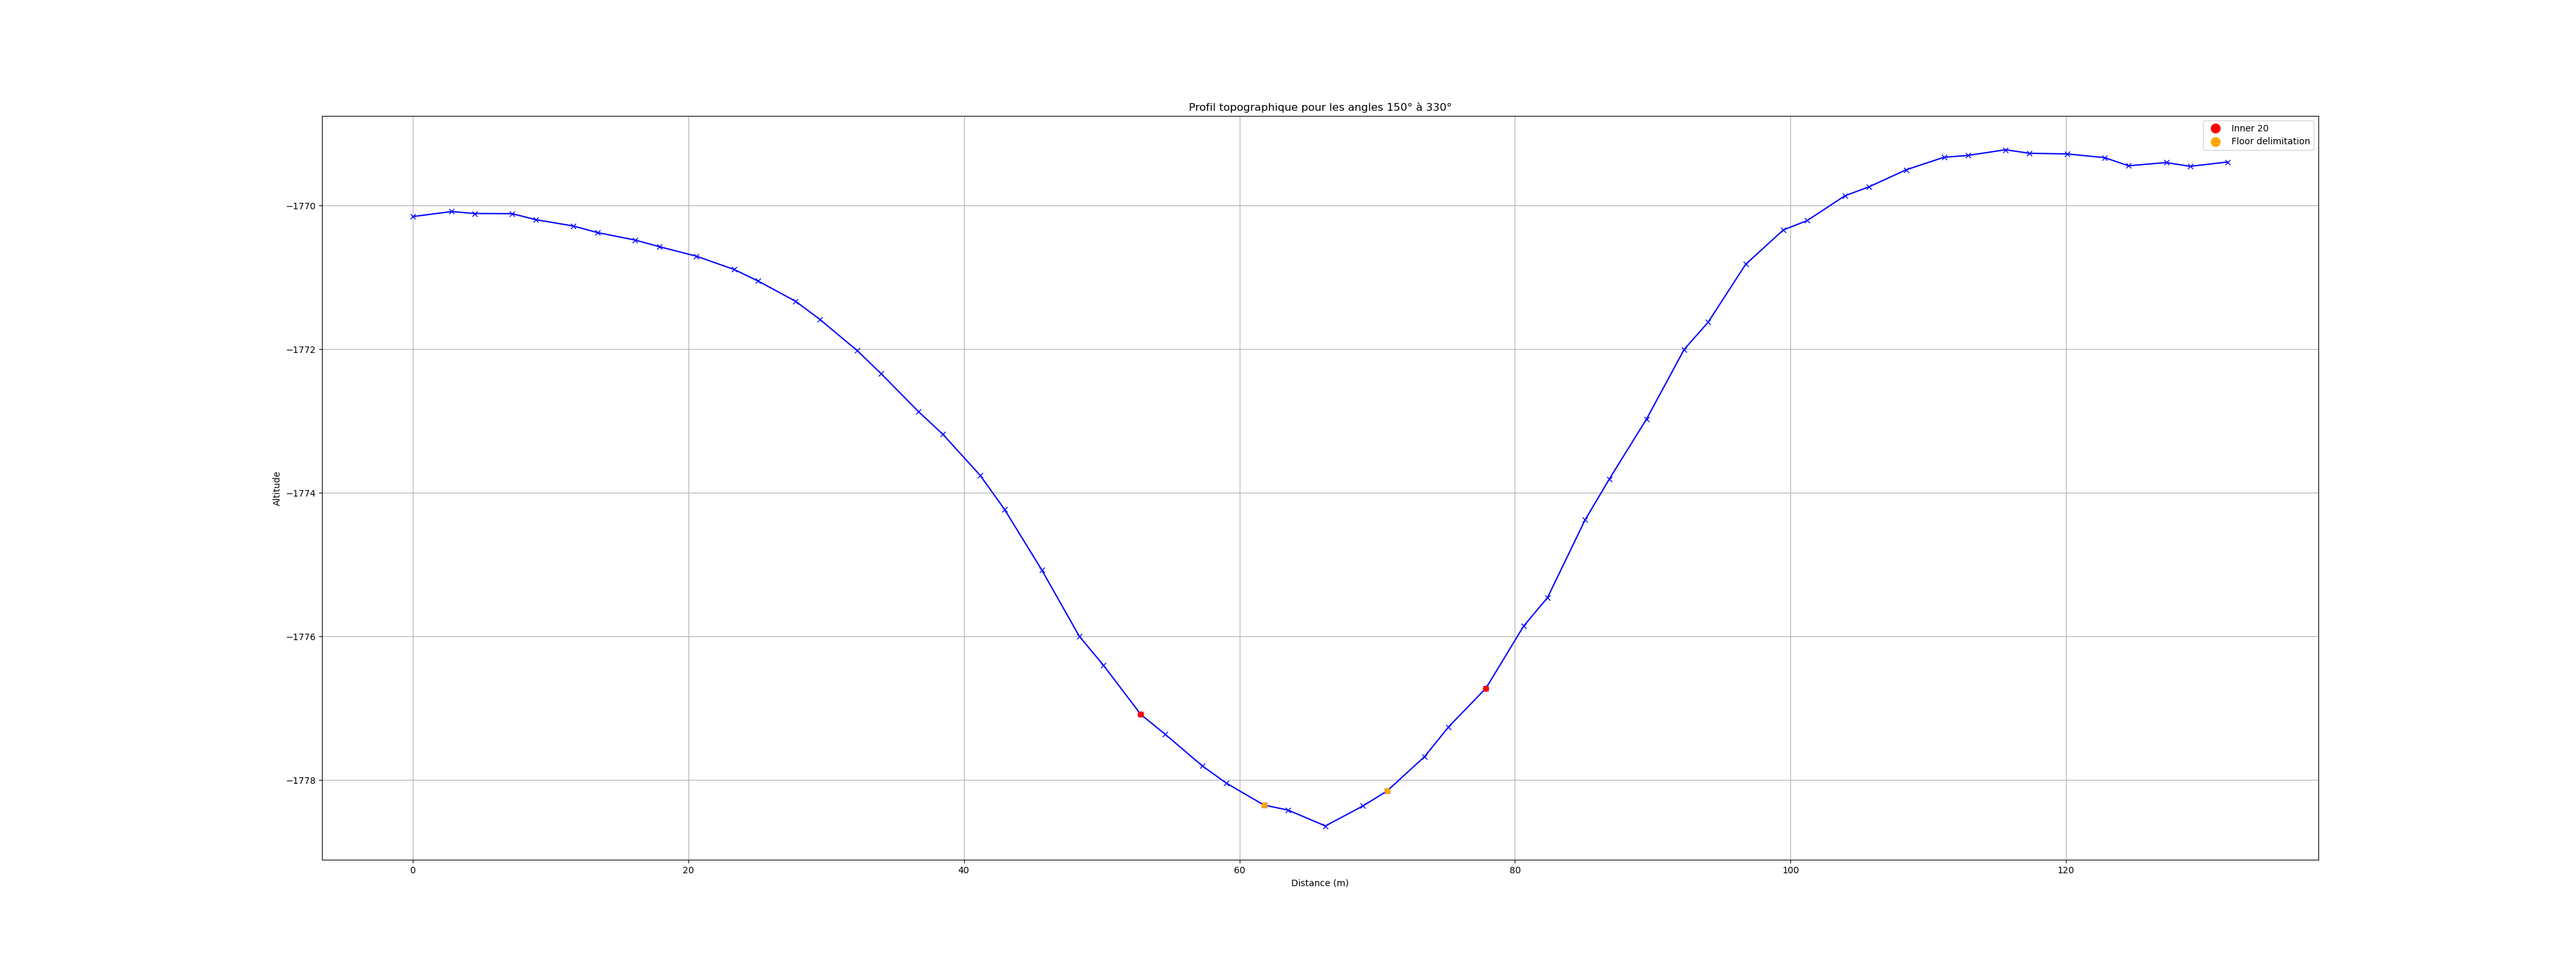 Profil topographique pour les angles 150° à 330°
Inner 20
Floor delimitation
−1770
−1772
−1774
−1776
−1778
Altitude
0 20 40 60 80 100 120
Distance (m)